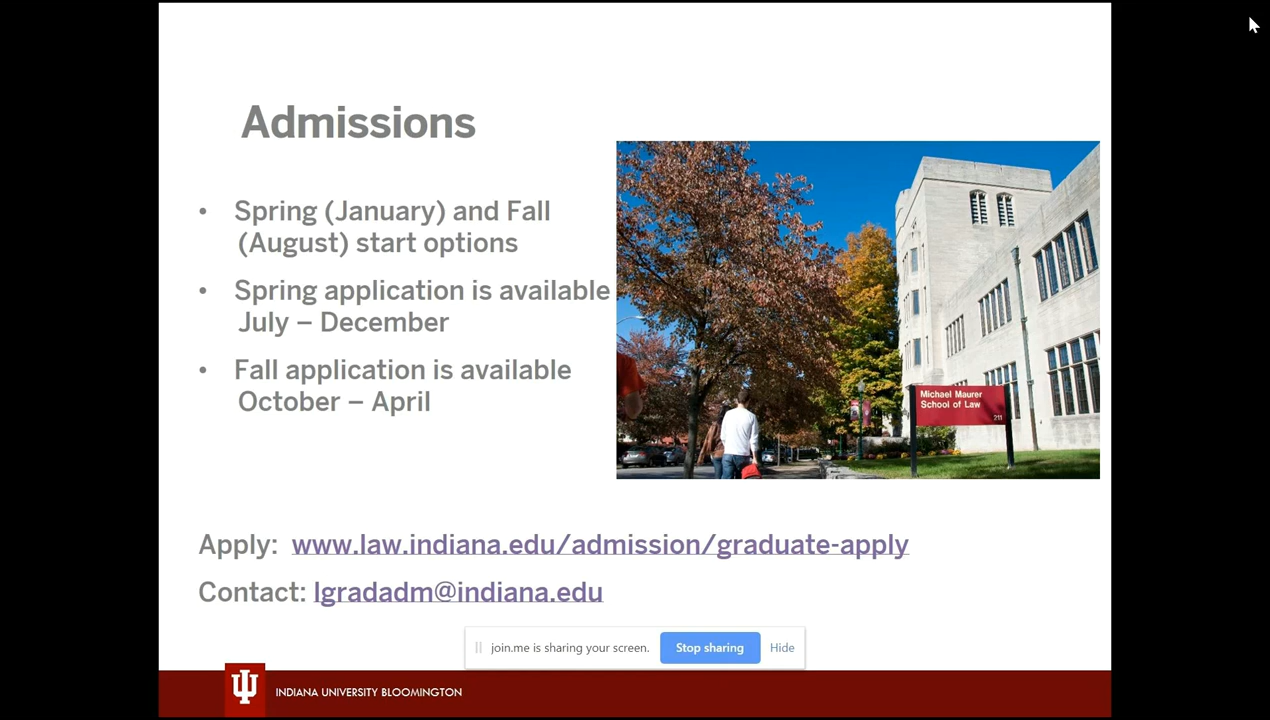 Admissions
• Spring (January) and Fall
(August) start options
• Spring application is available
July – December
• Fall application is available
October – April
Michael Maurer
School of Law
211
Apply: www.law.indiana.edu/admission/graduate-apply
Contact: lgradadm@indiana.edu
join.me is sharing your screen. Stop sharing Hide
INDIANA UNIVERSITY BLOOMINGTON